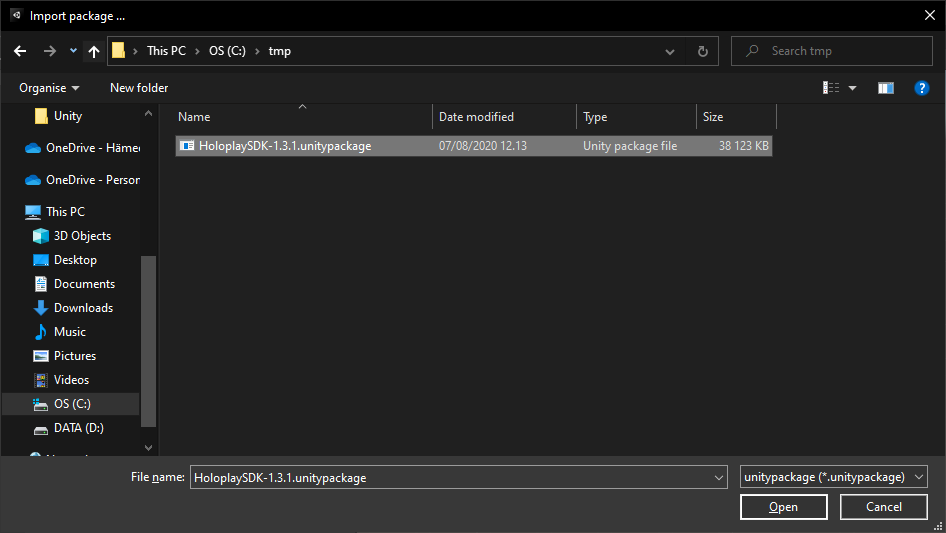 Import package ...
This PC
OS (C:)
tmp
Search tmp
Organise
New folder
?
Name
Date modified
Type
Size
HoloplaySDK-1.3.1.unitypackage
07/08/2020 12.13
Unity package file
38 123 KB
Unity
OneDrive - Häme
OneDrive - Person
This PC
3D Objects
Desktop
Documents
Downloads
Music
Pictures
Videos
OS (C:)
DATA (D:)
File name:
HoloplaySDK-1.3.1.unitypackage
unitypackage (*.unitypackage)
Open
Cancel